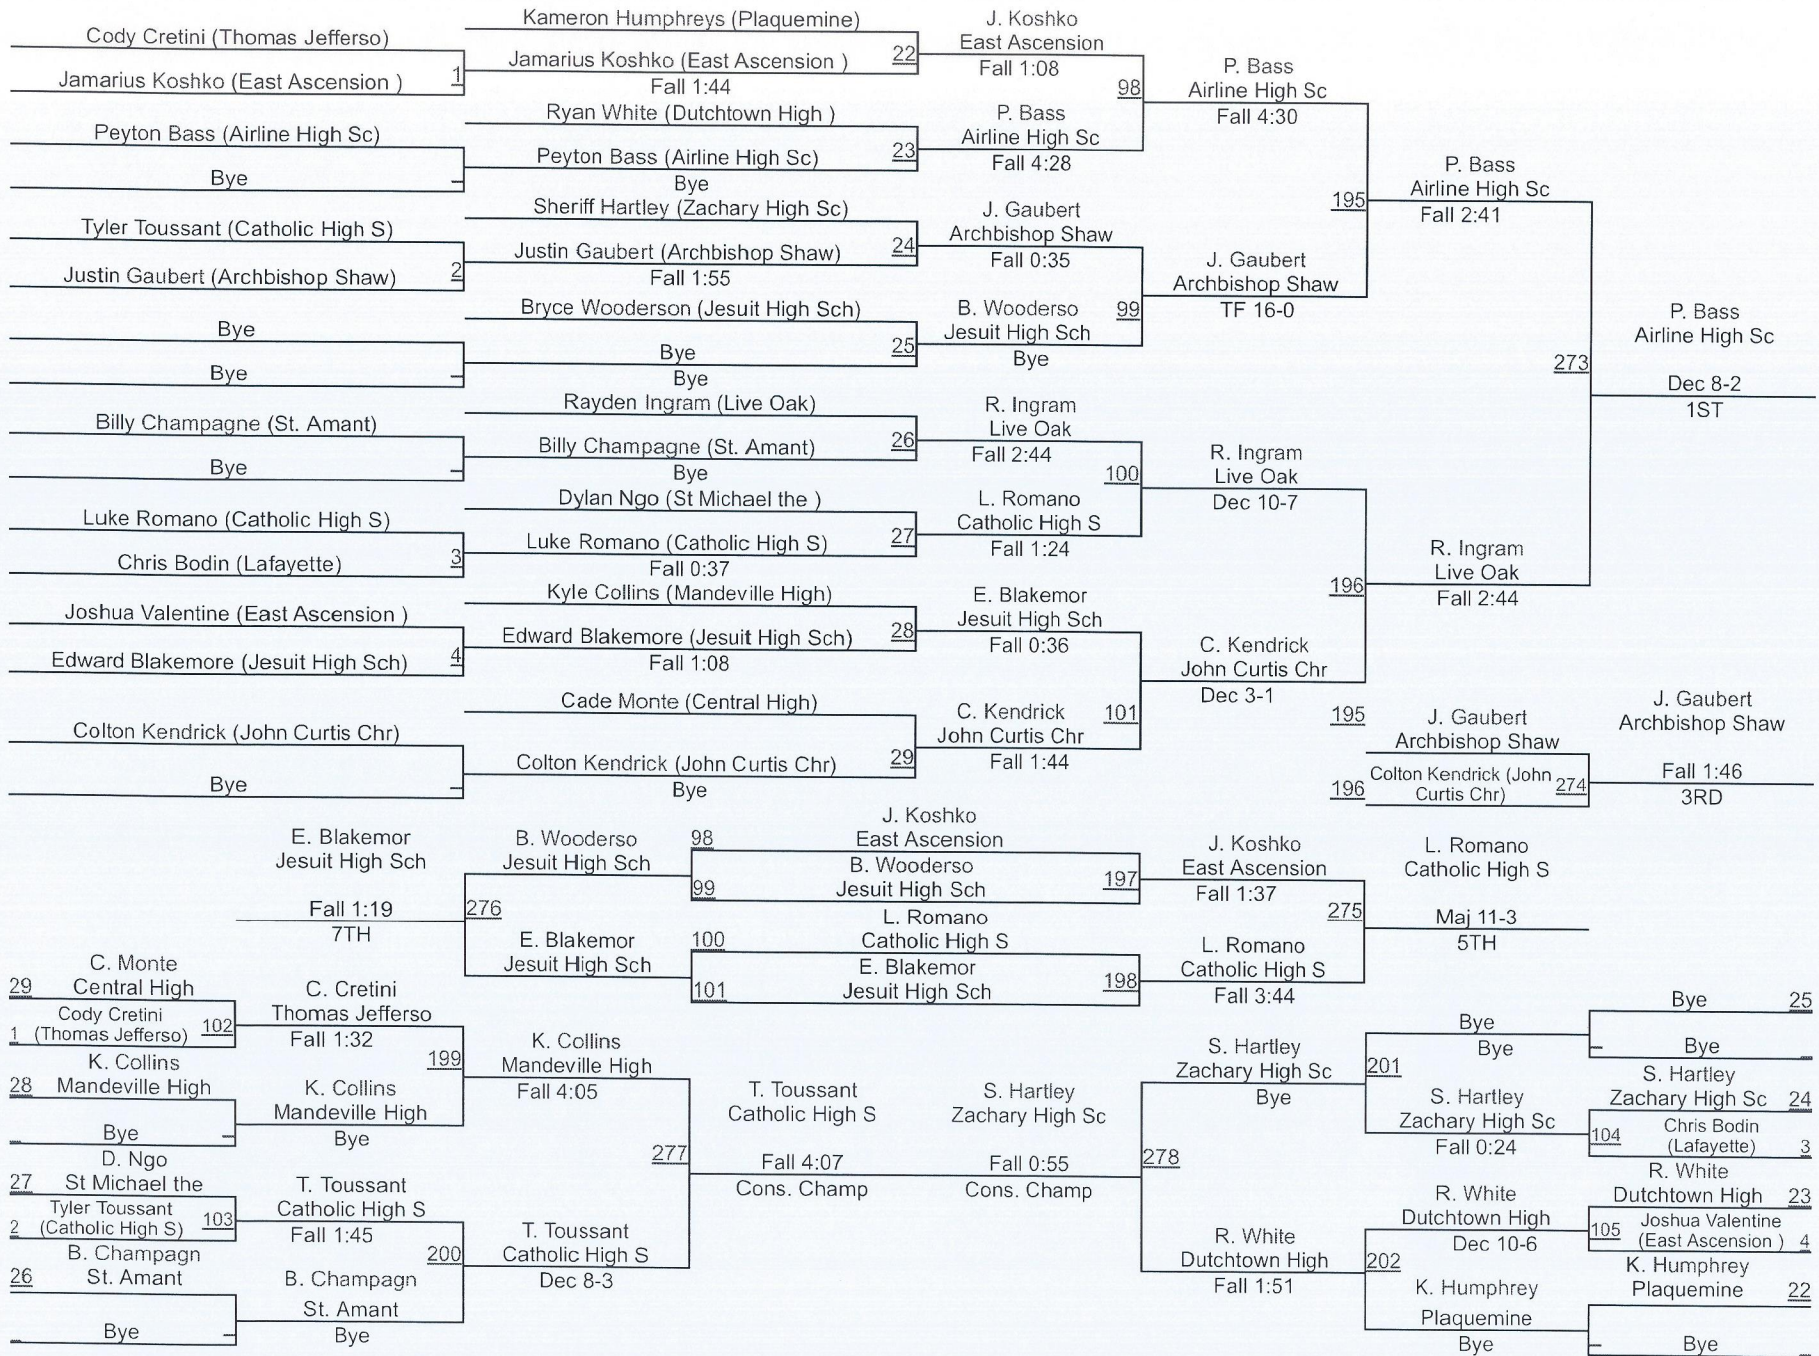 Kameron Humphreys (Plaquemine)
Cody Cretini (Thomas Jefferso)
22
Jamarius Koshko (East Ascension )
1
Jamarius Koshko (East Ascension )
Fall 1:44
J. Koshko
East Ascension
Fall 1:08
98
P. Bass
Airline High Sc
Fall 4:30
Peyton Bass (Airline High Sc)
Bye
Ryan White (Dutchtown High )
Peyton Bass (Airline High Sc)
23
Bye
P. Bass
Airline High Sc
Fall 4:28
P. Bass
Airline High Sc
195
Fall 2:41
Tyler Toussant (Catholic High S)
Justin Gaubert (Archbishop Shaw)
2
Sheriff Hartley (Zachary High Sc)
Justin Gaubert (Archbishop Shaw)
24
Fall 1:55
J. Gaubert
Archbishop Shaw
Fall 0:35
J. Gaubert
Archbishop Shaw
TF 16-0
Bye
Bye
Bryce Wooderson (Jesuit High Sch)
Bye
25
Bye
B. Wooderso
99
Jesuit High Sch
Bye
P. Bass
Airline High Sc
273
Dec 8-2
1ST
Billy Champagne (St. Amant)
Bye
Rayden Ingram (Live Oak)
Billy Champagne (St. Amant)
26
Bye
R. Ingram
Live Oak
Fall 2:44
100
R. Ingram
Live Oak
Dec 10-7
Luke Romano (Catholic High S)
Chris Bodin (Lafayette)
3
Dylan Ngo (St Michael the )
Luke Romano (Catholic High S)
27
Fall 0:37
L. Romano
Catholic High S
Fall 1:24
R. Ingram
Live Oak
196
Fall 2:44
Joshua Valentine (East Ascension )
Edward Blakemore (Jesuit High Sch)
4
Kyle Collins (Mandeville High)
Edward Blakemore (Jesuit High Sch)
28
Fall 1:08
E. Blakemor
Jesuit High Sch
Fall 0:36
C. Kendrick
John Curtis Chr
Dec 3-1
Colton Kendrick (John Curtis Chr)
Bye
Cade Monte (Central High)
Colton Kendrick (John Curtis Chr)
29
Bye
C. Kendrick
101
John Curtis Chr
Fall 1:44
195
J. Gaubert
Archbishop Shaw
196
Colton Kendrick (John
Curtis Chr)
274
J. Gaubert
Archbishop Shaw
Fall 1:46
3RD
E. Blakemor
Jesuit High Sch
Fall 1:19
7TH
276
B. Wooderso
Jesuit High Sch
E. Blakemor
Jesuit High Sch
98
J. Koshko
East Ascension
99
B. Wooderso
Jesuit High Sch
197
100
L. Romano
Catholic High S
101
E. Blakemor
Jesuit High Sch
198
J. Koshko
East Ascension
Fall 1:37
275
L. Romano
Catholic High S
Fall 3:44
L. Romano
Catholic High S
Maj 11-3
5TH
C. Monte
29
Central High
Cody Cretini
1
(Thomas Jefferso)
102
C. Cretini
Thomas Jefferso
Fall 1:32
199
K. Collins
28
Mandeville High
Bye
K. Collins
Mandeville High
Bye
K. Collins
Mandeville High
Fall 4:05
D. Ngo
27
St Michael the
Tyler Toussant
2
(Catholic High S)
103
T. Toussant
Catholic High S
Fall 1:45
200
B. Champagn
26
St. Amant
Bye
B. Champagn
St. Amant
Bye
T. Toussant
Catholic High S
Dec 8-3
277
T. Toussant
Catholic High S
Fall 4:07
Cons. Champ
S. Hartley
Zachary High Sc
Fall 0:55
Cons. Champ
278
S. Hartley
Zachary High Sc
Bye
R. White
Dutchtown High
Fall 1:51
Bye
Bye
201
S. Hartley
Zachary High Sc
Fall 0:24
R. White
Dutchtown High
Dec 10-6
202
K. Humphrey
Plaquemine
Bye
Bye
25
Bye
S. Hartley
Zachary High Sc
24
104
Chris Bodin
(Lafayette)
3
R. White
Dutchtown High
23
105
Joshua Valentine
(East Ascension )
4
K. Humphrey
Plaquemine
22
Bye